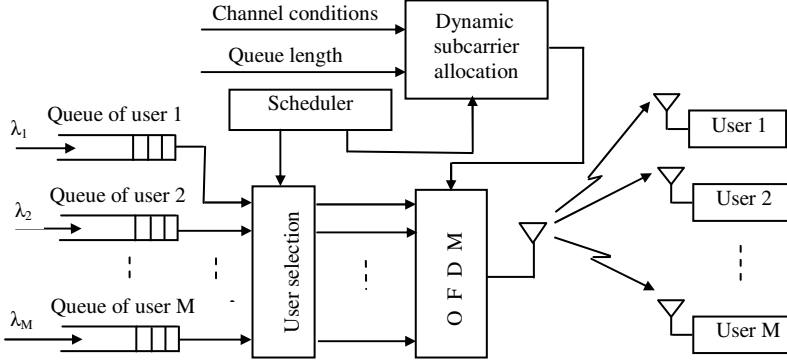 Channel conditions
Dynamic
subcarrier
allocation
Queue length
Scheduler
λ1
Queue of user 1
User 1
λ2
Queue of user 2
User 2
User selection
O F D M
λM
Queue of user M
User M